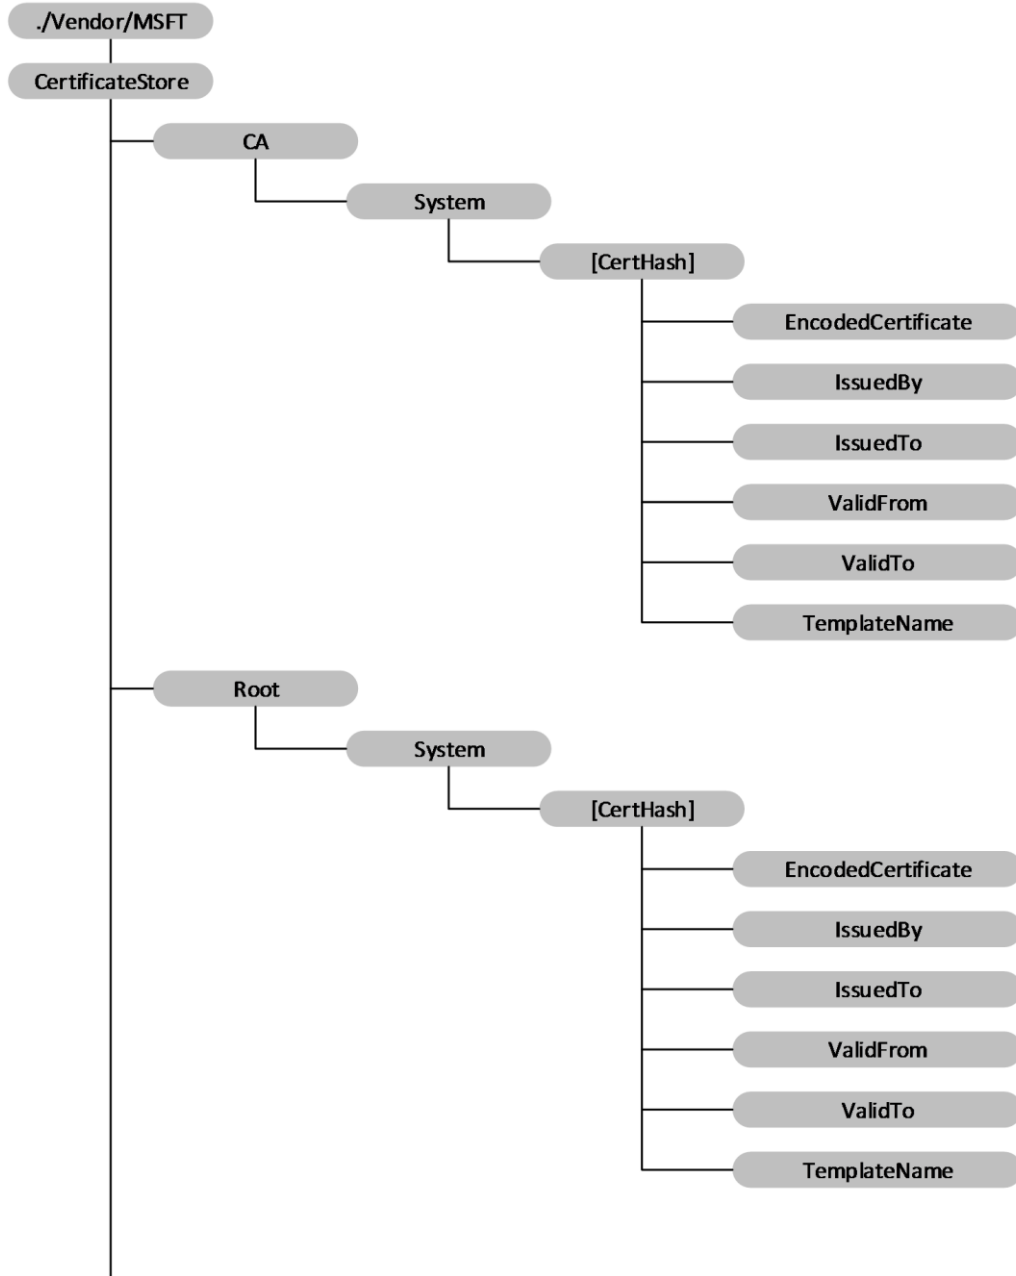 ./Vendor/MSFT
CertificateStore
CA
System
[CertHash]
EncodedCertificate
IssuedBy
IssuedTo
ValidFrom
ValidTo
TemplateName
Root
System
[CertHash]
EncodedCertificate
IssuedBy
IssuedTo
ValidFrom
ValidTo
TemplateName